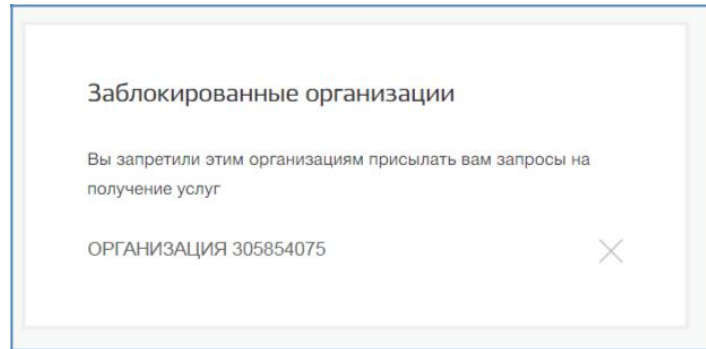 Заблокированные организации
Вы запретили этим организациям присылать вам запросы на
получение услуг
ОРГАНИЗАЦИЯ 305854075